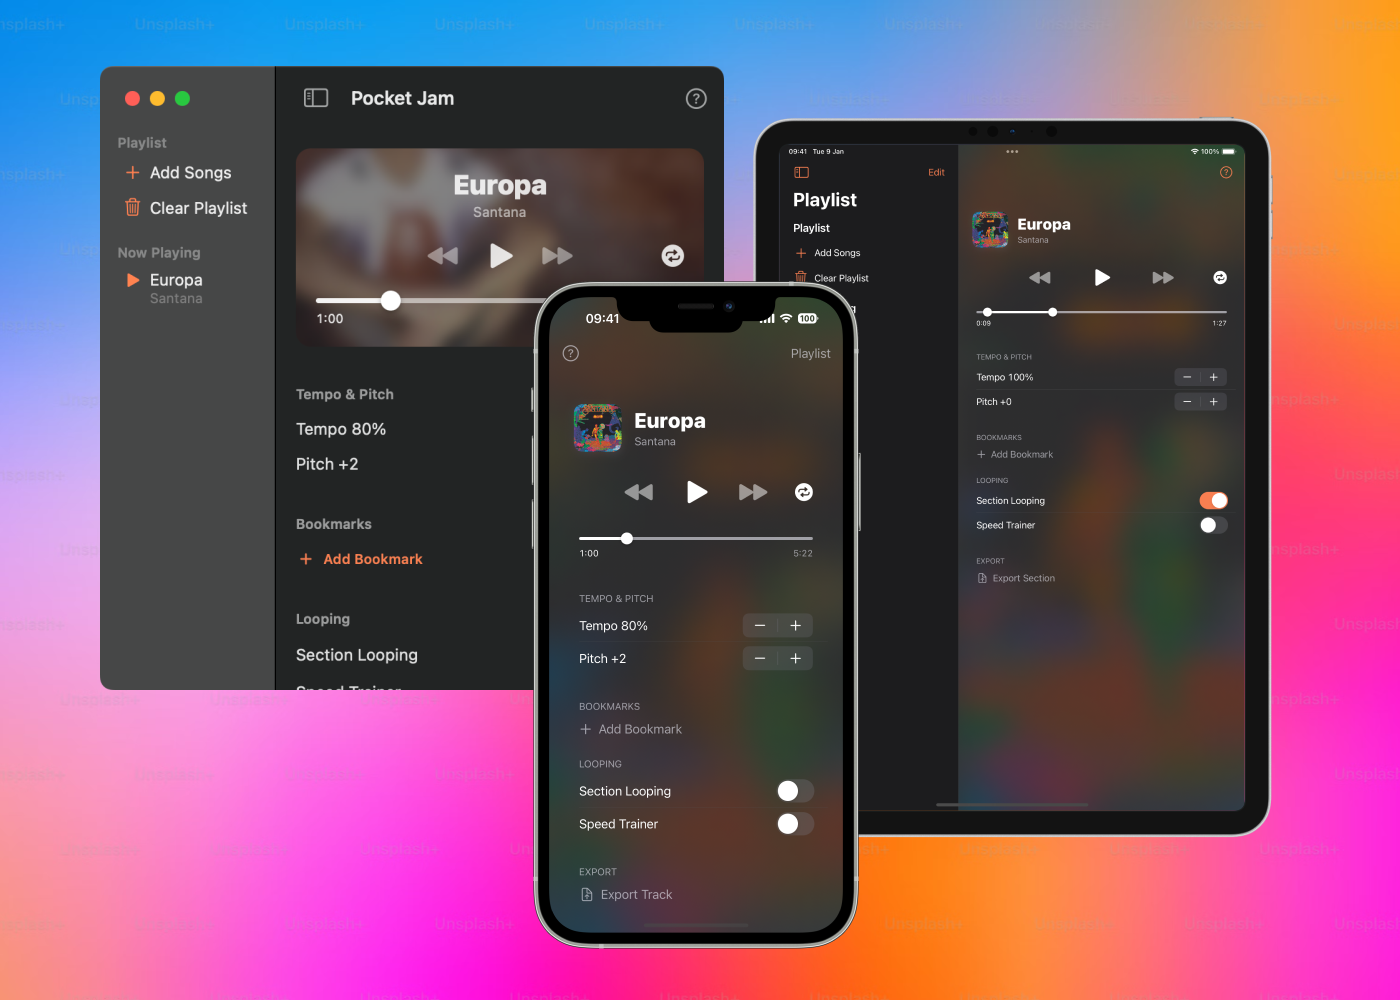 Pocket Jam
Playlist
Add Songs
Clear Playlist
Now Playing
Europa
Santana
Europa
Santana
1:00
Tempo & Pitch
Tempo 80%
Pitch +2
Bookmarks
Add Bookmark
Looping
Section Looping
Speed Trainer
09:41
100
Playlist
Europa
Santana
1:00
5:22
TEMPO & PITCH
Tempo 80%
Pitch +2
BOOKMARKS
Add Bookmark
LOOPING
Section Looping
Speed Trainer
EXPORT
Export Track
09:41 Tue 9 Jan
100%
Edit
Playlist
Playlist
Add Songs
Clear Playlist
Europa
Santana
0:09
1:27
TEMPO & PITCH
Tempo 100%
Pitch +0
BOOKMARKS
Add Bookmark
LOOPING
Section Looping
Speed Trainer
EXPORT
Export Section
Unsplash+